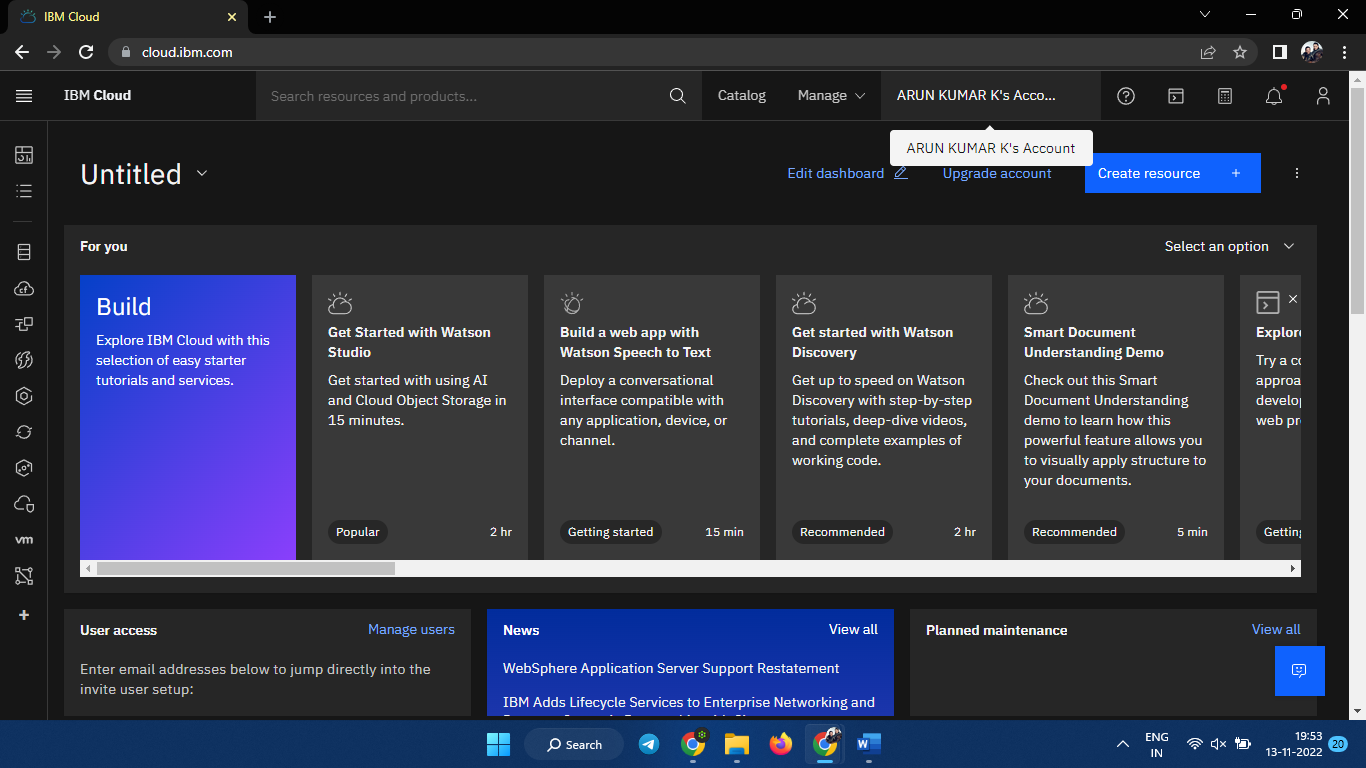 IBM Cloud
cloud.ibm.com
IBM Cloud
Search resources and products...
Catalog
Manage
ARUN KUMAR K's Acco...
ARUN KUMAR K's Account
Untitled
Edit dashboard
Upgrade account
Create resource +
For you
Select an option
Build
Explore IBM Cloud with this
selection of easy starter
tutorials and services.
Get Started with Watson
Studio
Get started with using AI
and Cloud Object Storage in
15 minutes.
Popular
2 hr
Build a web app with
Watson Speech to Text
Deploy a conversational
interface compatible with
any application, device, or
channel.
Getting started
15 min
Get started with Watson
Discovery
Get up to speed on Watson
Discovery with step-by-step
tutorials, deep-dive videos,
and complete examples of
working code.
Recommended
2 hr
Smart Document
Understanding Demo
Check out this Smart
Document Understanding
demo to learn how this
powerful feature allows you
to visually apply structure to
your documents.
Recommended
5 min
Explore
Try a co
approa
develop
web pr
Getting
vm
User access
Manage users
Enter email addresses below to jump directly into the
invite user setup:
News
View all
WebSphere Application Server Support Restatement
IBM Adds Lifecycle Services to Enterprise Networking and
Planned maintenance
View all
Search
ENG
IN
19:53
13-11-2022
20